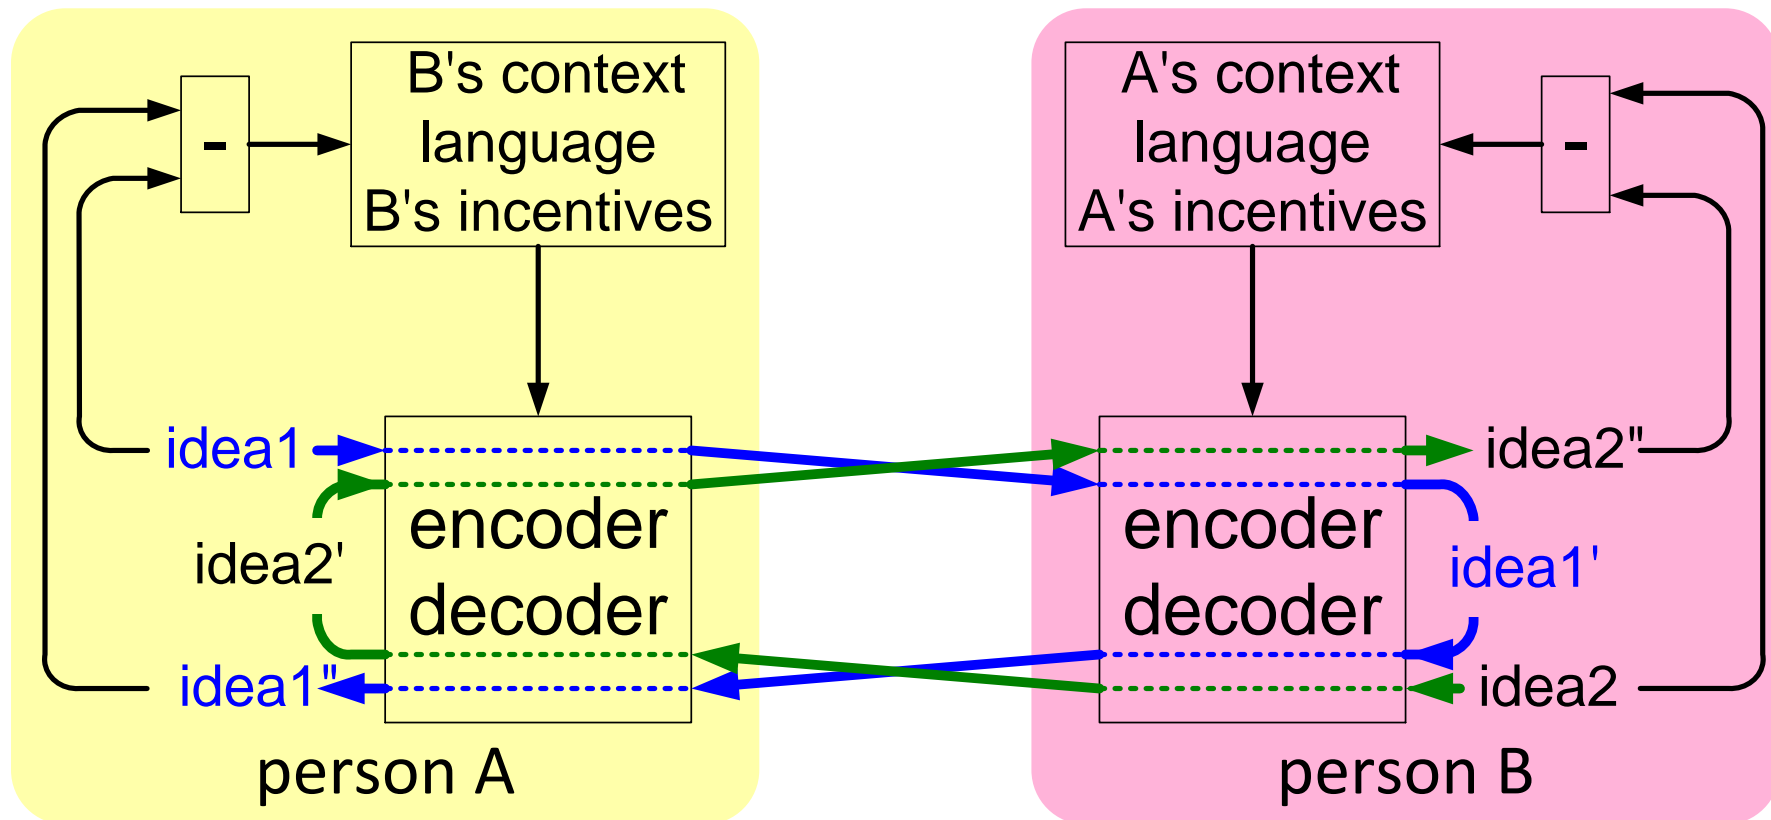 B's context
language
B's incentives
-
idea1
idea2'
idea1"
encoder
decoder
person A
A's context
language
A's incentives
-
encoder
decoder
idea2"
idea1'
idea2
person B